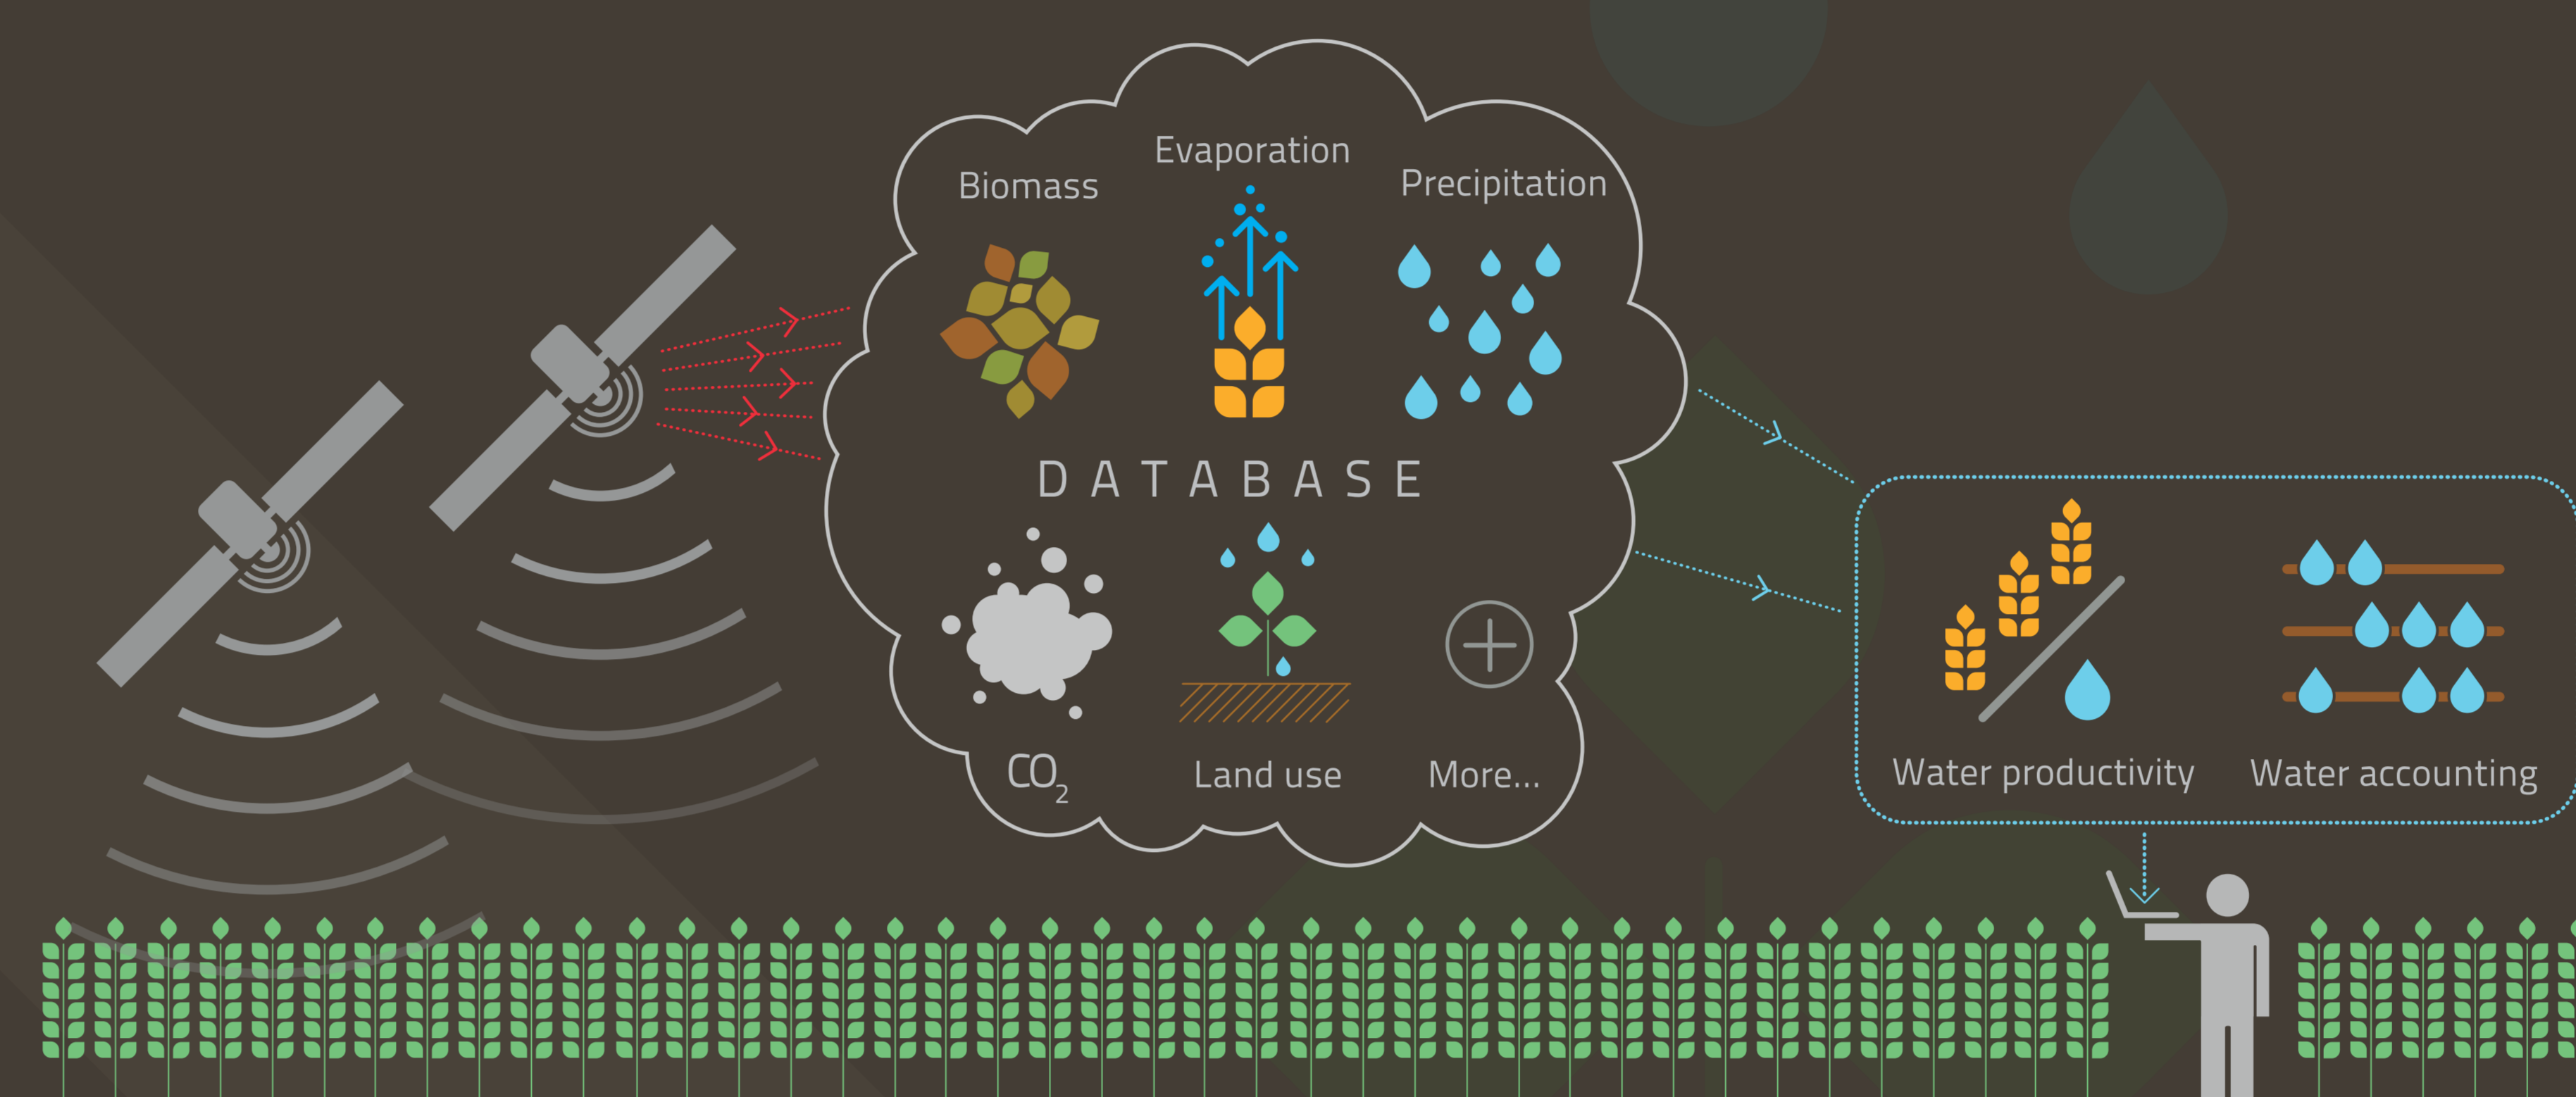 Evaporation
Biomass
Precipitation
DATABASE
CO₂
Land use
More...
Water productivity
Water accounting